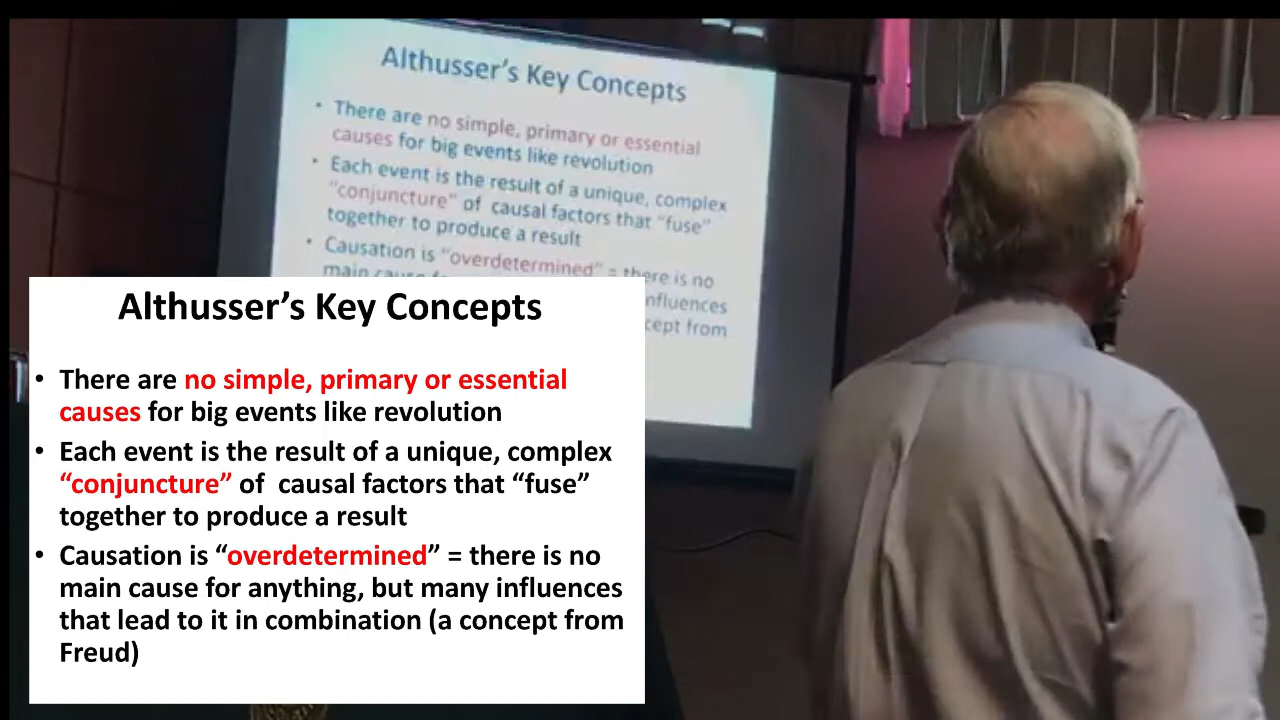 Althusser's Key Concepts
• There are no simple, primary or essential
causes for big events like revolution
• Each event is the result of a unique, complex
"conjuncture" of causal factors that "fuse"
together to produce a result
• Causation is "overdetermined" = there is no
main cause
influences
cept from
Althusser’s Key Concepts
• There are no simple, primary or essential
causes for big events like revolution
• Each event is the result of a unique, complex
“conjuncture” of  causal factors that “fuse”
together to produce a result
• Causation is “overdetermined” = there is no
main cause for anything, but many influences
that lead to it in combination (a concept from
Freud)